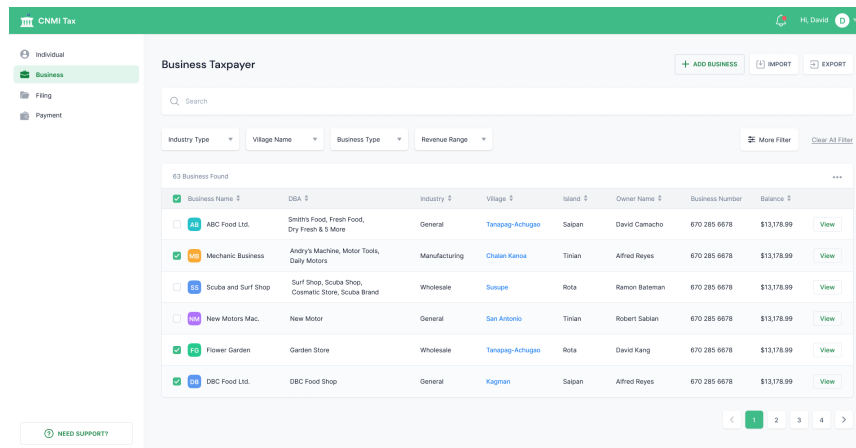 CNMI Tax
Hi, David D
Individual
Business
Filing
Payment
Business Taxpayer
ADD BUSINESS
IMPORT
EXPORT
Search
Industry Type
Village Name
Business Type
Revenue Range
More Filter
Clear All Filter
63 Business Found
Business Name DBA Industry Village Island Owner Name Business Number Balance
AB ABC Food Ltd. Smith's Food, Fresh Food, General Tanapag-Achugao Saipan David Camacho 670 285 6678 $13,178.99 View
Dry Fresh & 5 More
MB Mechanic Business Andry's Machine, Motor Tools, Manufacturing Chalan Kanoa Tinian Alfred Reyes 670 285 6678 $13,178.99 View
Daily Motors
SS Scuba and Surf Shop Surf Shop, Scuba Shop, Wholesale Susupe Rota Ramon Bateman 670 285 6678 $13,178.99 View
Cosmatic Store, Scuba Brand
NM New Motors Mac. New Motor General San Antonio Tinian Robert Sablan 670 285 6678 $13,178.99 View
FG Flower Garden Garden Store Wholesale Tanapag-Achugao Rota David Kang 670 285 6678 $13,178.99 View
DB DBC Food Ltd. DBC Food Shop General Kagman Saipan Alfred Reyes 670 285 6678 $13,178.99 View
1 2 3 4
NEED SUPPORT?